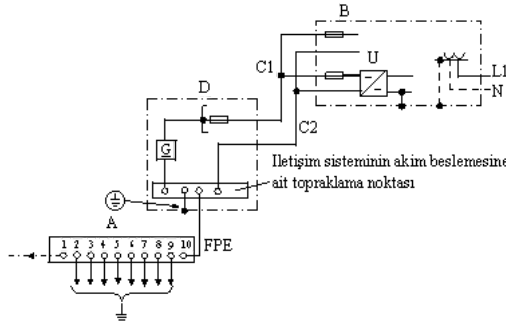 B
U
C1
L1
N
D
C2
G
Iletişim sisteminin akim beslemesine
ait topraklama noktası
A
FPE
1 2 3 4 5 6 7 8 9 10